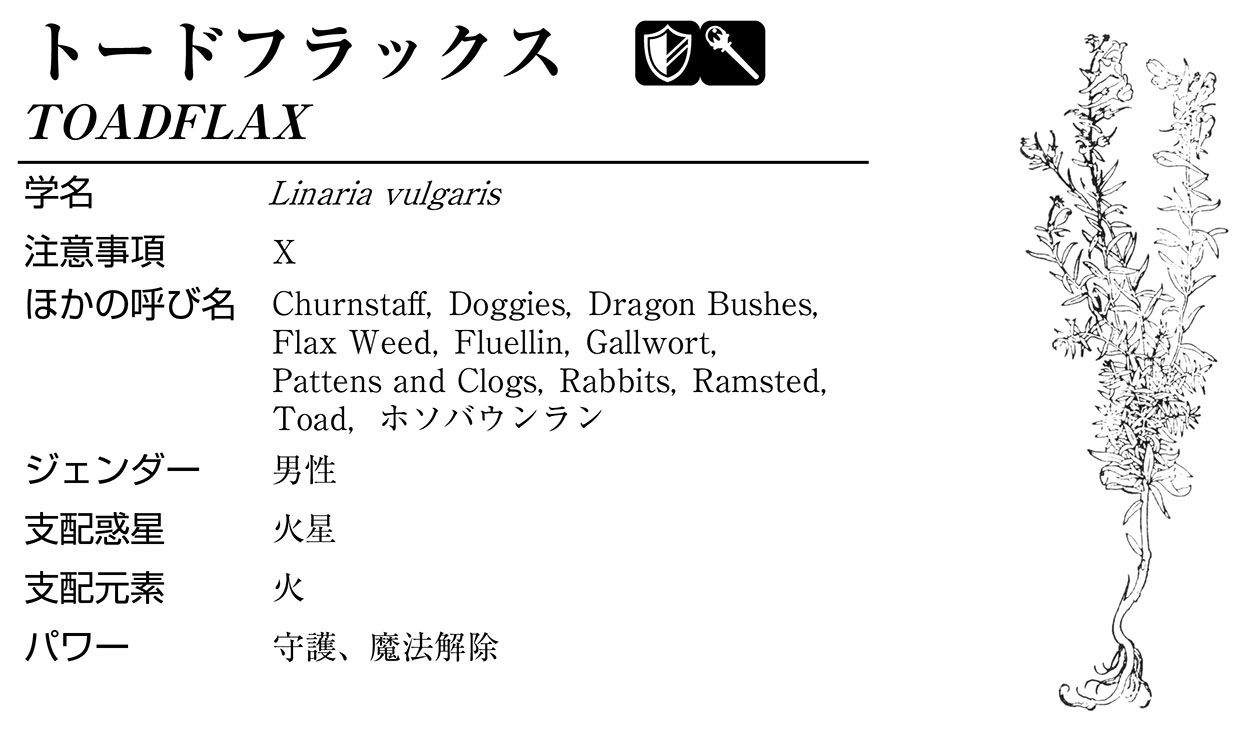 トードフラックス
TOADFLAX
学名 Linaria vulgaris
注意事項 X
ほかの呼び名 Churnstaff, Doggies, Dragon Bushes,
Flax Weed, Fluellin, Gallwort,
Pattens and Clogs, Rabbits, Ramsted,
Toad, ホソバウンラン
ジェンダー 男性
支配惑星 火星
支配元素 火
パワー 守護、魔法解除